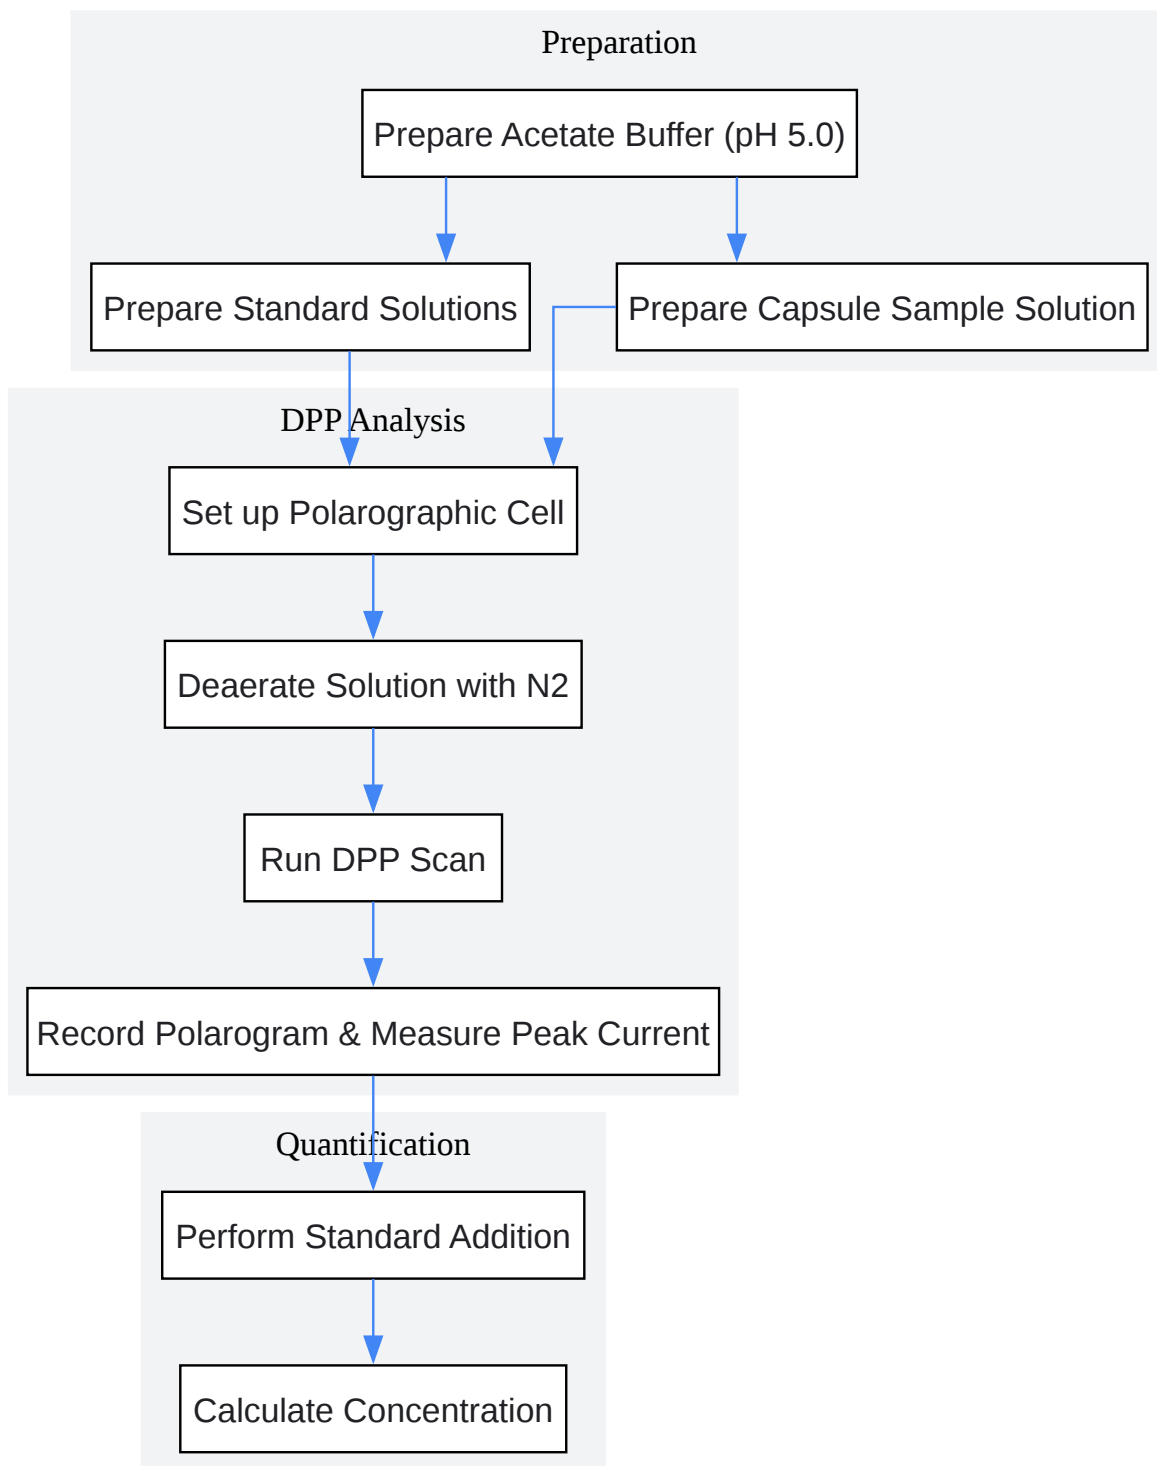 Preparation
Prepare Acetate Buffer (pH 5.0)
Prepare Standard Solutions
Prepare Capsule Sample Solution
DPP Analysis
Set up Polarographic Cell
Deaerate Solution with N2
Run DPP Scan
Record Polarogram & Measure Peak Current
Quantification
Perform Standard Addition
Calculate Concentration